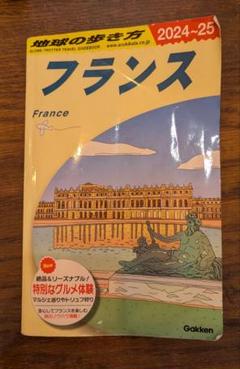 地球の歩き方
2024~25
GLOBE-TROTTER TRAVEL GUIDEBOOK www.arukikata.co.jp
フランス
France
絶品&リーズナブル!
特別なグルメ体験
マルシェ巡りやトリュフ狩り
Gakken